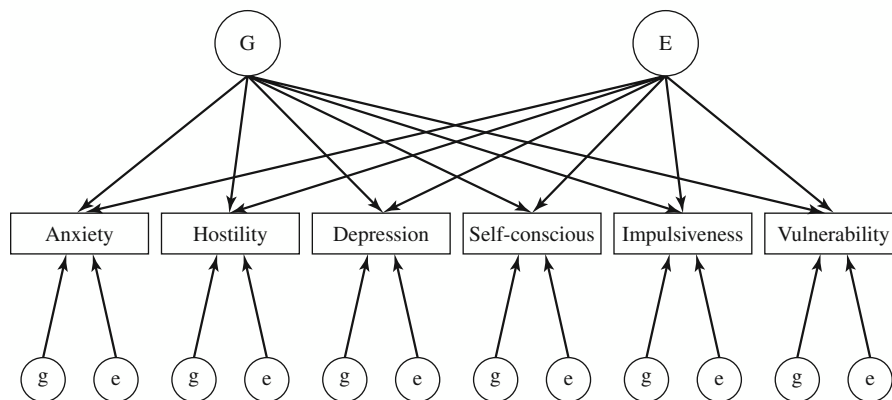 G E
Anxiety Hostility Depression Self-conscious Impulsiveness Vulnerability
g e g e g e g e g e g e